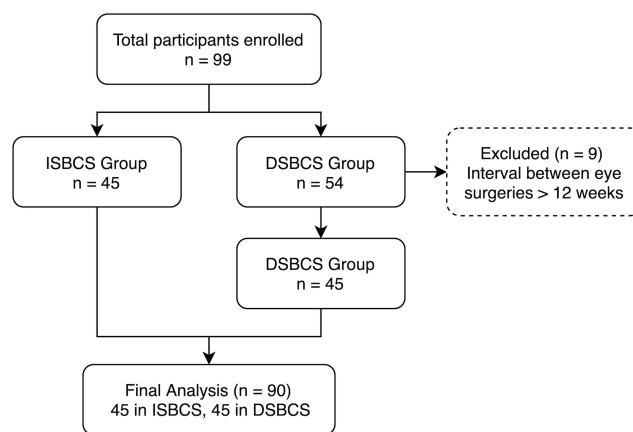 Total participants enrolled
n = 99
ISBCS Group
n = 45
DSBCS Group
n = 54
Excluded (n = 9)
Interval between eye
surgeries > 12 weeks
DSBCS Group
n = 45
Final Analysis (n = 90)
45 in ISBCS, 45 in DSBCS